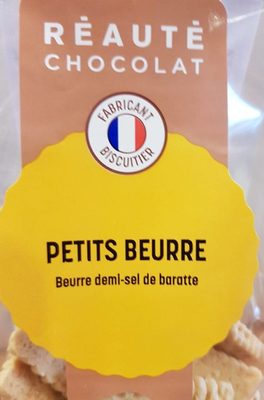 RÉAUTÉ
CHOCOLAT
FABRICANT
BISCUITIER
PETITS BEURRE
Beurre demi-sel de baratte